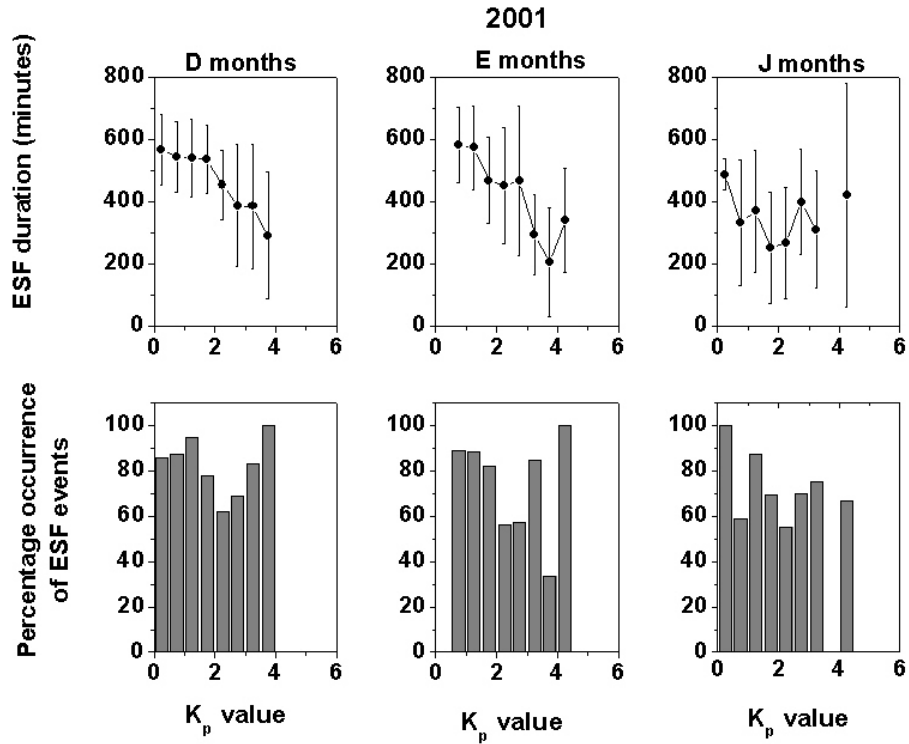 2001
D months
E months
J months
ESF duration (minutes)
800
600
400
200
0
0 2 4 6
800
600
400
200
0
0 2 4 6
800
600
400
200
0
0 2 4 6
Percentage occurrence
of ESF events
100
80
60
40
20
0
0 2 4 6
100
80
60
40
20
0
0 2 4 6
100
80
60
40
20
0
0 2 4 6
Kp value
Kp value
Kp value